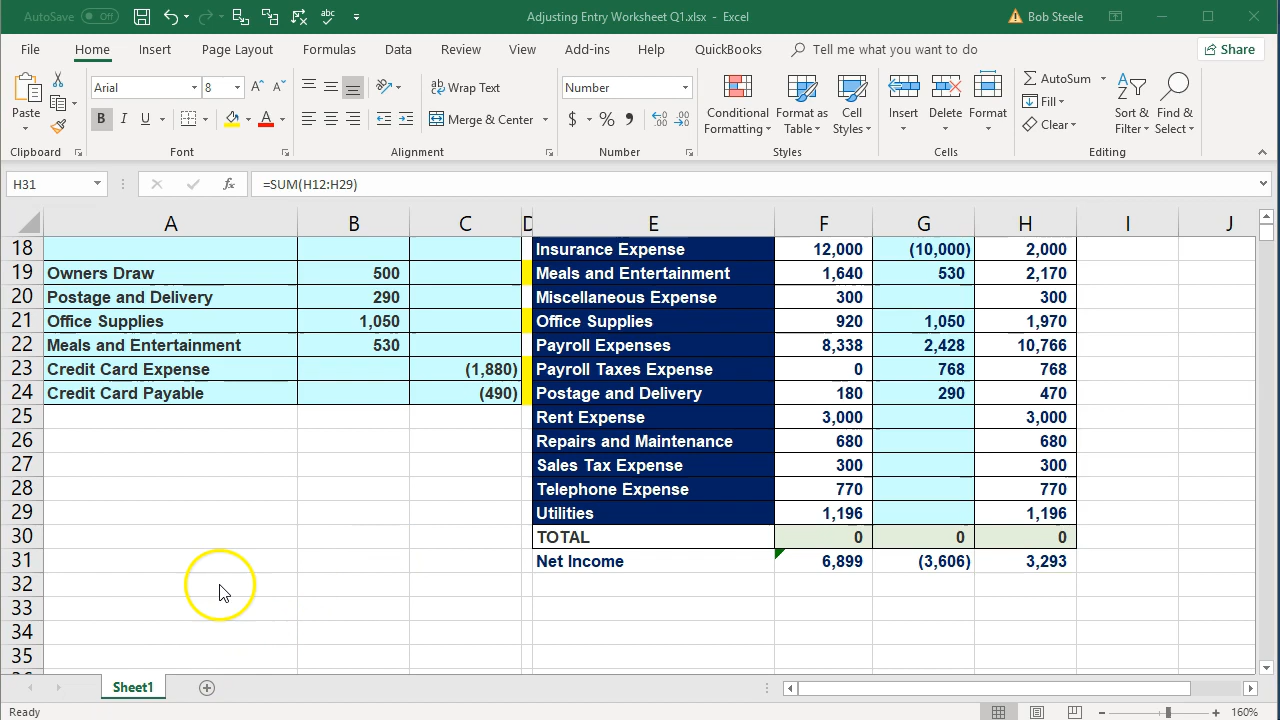 AutoSave Off Adjusting Entry Worksheet Q1.xlsx - Excel Bob Steele
File Home Insert Page Layout Formulas Data Review View Add-ins Help QuickBooks Tell me what you want to do Share
Paste
Arial 8
B I U
Wrap Text
Merge & Center
Number
$ % ,
Conditional Formatting
Format as Table
Cell Styles
Insert
Delete
Format
AutoSum
Fill
Clear
Sort & Filter
Find & Select
Clipboard Font Alignment Number Styles Cells Editing
H31 fx =SUM(H12:H29)
A B C D E F G H I J
18 Insurance Expense 12,000 (10,000) 2,000
19 Owners Draw 500 Meals and Entertainment 1,640 530 2,170
20 Postage and Delivery 290 Miscellaneous Expense 300 300
21 Office Supplies 1,050 Office Supplies 920 1,050 1,970
22 Meals and Entertainment 530 Payroll Expenses 8,338 2,428 10,766
23 Credit Card Expense (1,880) Payroll Taxes Expense 0 768 768
24 Credit Card Payable (490) Postage and Delivery 180 290 470
25 Rent Expense 3,000 3,000
26 Repairs and Maintenance 680 680
27 Sales Tax Expense 300 300
28 Telephone Expense 770 770
29 Utilities 1,196 1,196
30 TOTAL 0 0 0
31 Net Income 6,899 (3,606) 3,293
32
33
34
35
Sheet1
Ready 160%